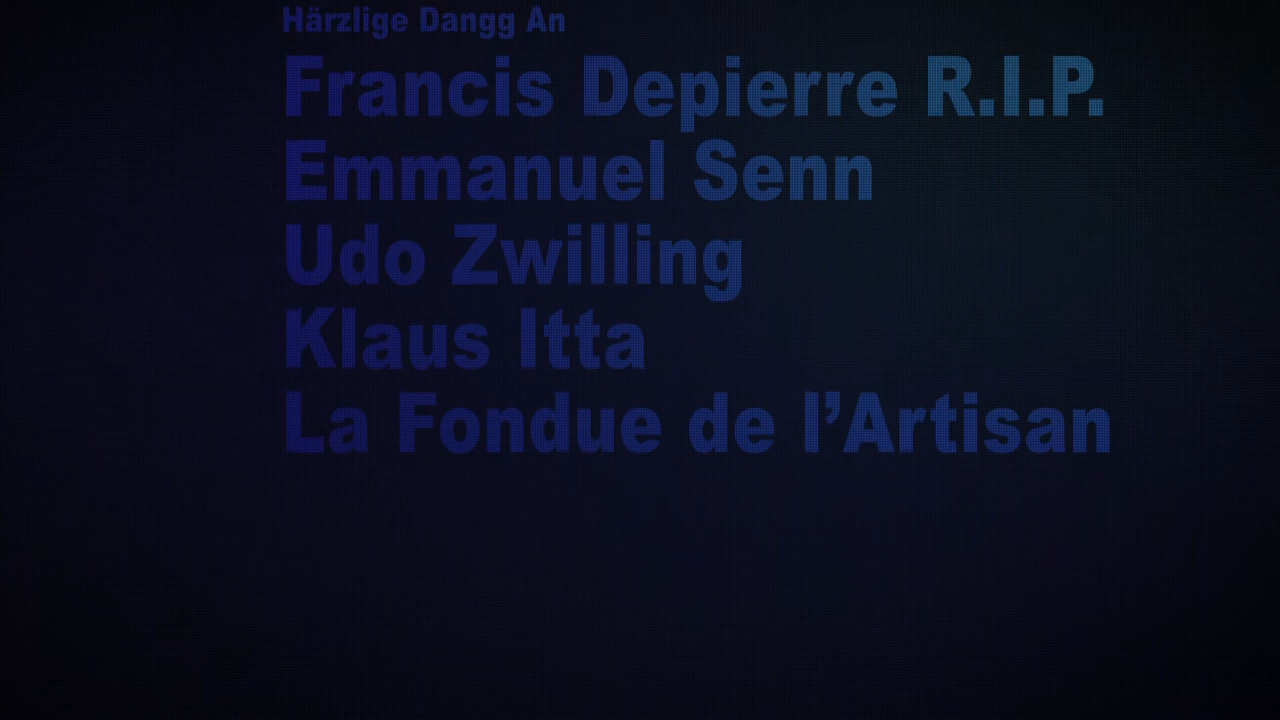 Härzlige Dangg An
Francis Depierre R.I.P.
Emmanuel Senn
Udo Zwilling
Klaus Itta
La Fondue de l’Artisan